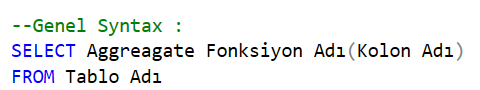 --Genel Syntax :
SELECT Aggreagate Fonksiyon Adı(Kolon Adı)
FROM Tablo Adı